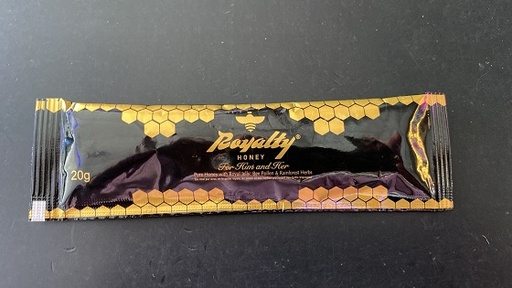 Royalty
HONEY
For Him and Her
Pure Honey with Royal Jelly, Bee Pollen & Rainforest Herbs
20g